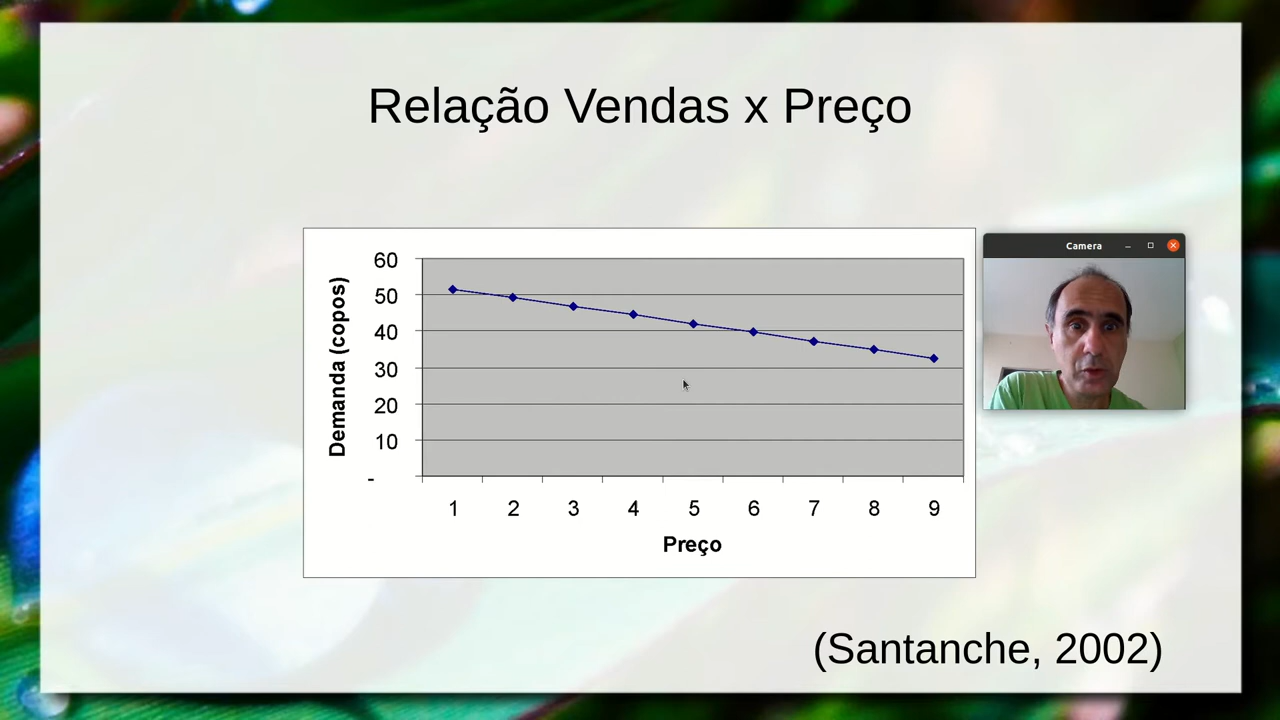 Relação Vendas x Preço
Camera
60
50
40
30
20
10
-
Demanda (copos)
1 2 3 4 5 6 7 8 9
Preço
(Santanche, 2002)